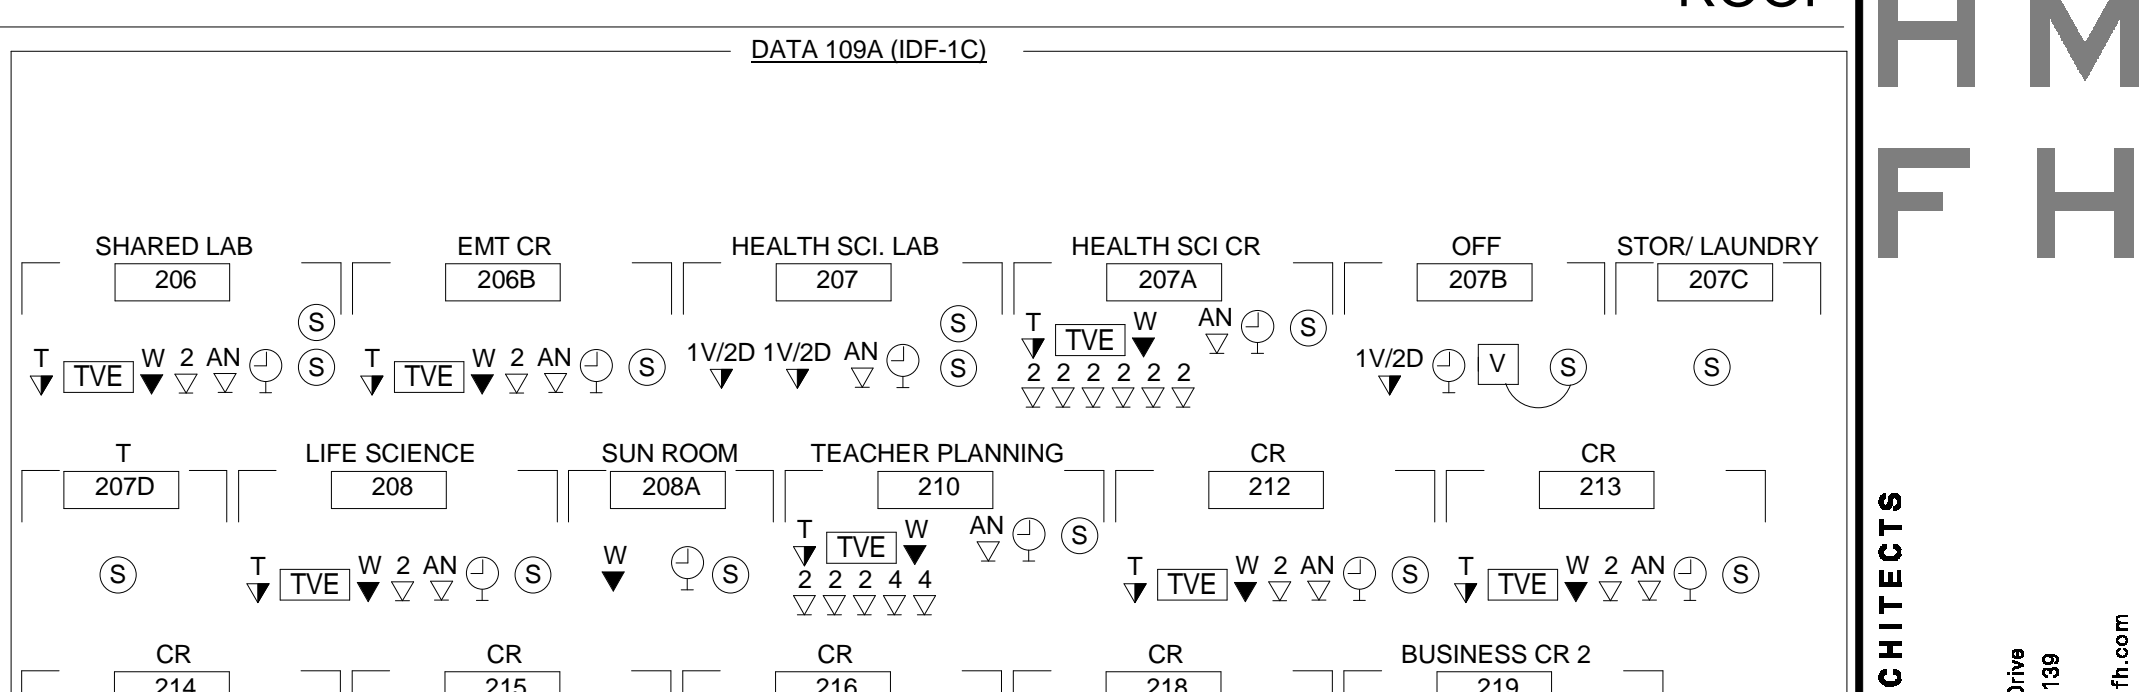 DATA 109A (IDF-1C)
SHARED LAB EMT CR HEALTH SCI. LAB HEALTH SCI CR OFF STOR/ LAUNDRY
206 206B 207 207A 207B 207C
S S T TVE W AN S
T TVE W 2 AN S T TVE W 2 AN S 1V/2D 1V/2D AN S 1V/2D V S S
2 2 2 2 2 2
T LIFE SCIENCE SUN ROOM TEACHER PLANNING CR CR
207D 208 208A 210 212 213
T TVE W AN S
S T TVE W 2 AN S W S T TVE W 2 AN S T TVE W 2 AN S
2 2 2 4 4
CR CR CR CR BUSINESS CR 2
214 215 216 218 219
H M
F H
CHITECTS
Drive
139
fh.com